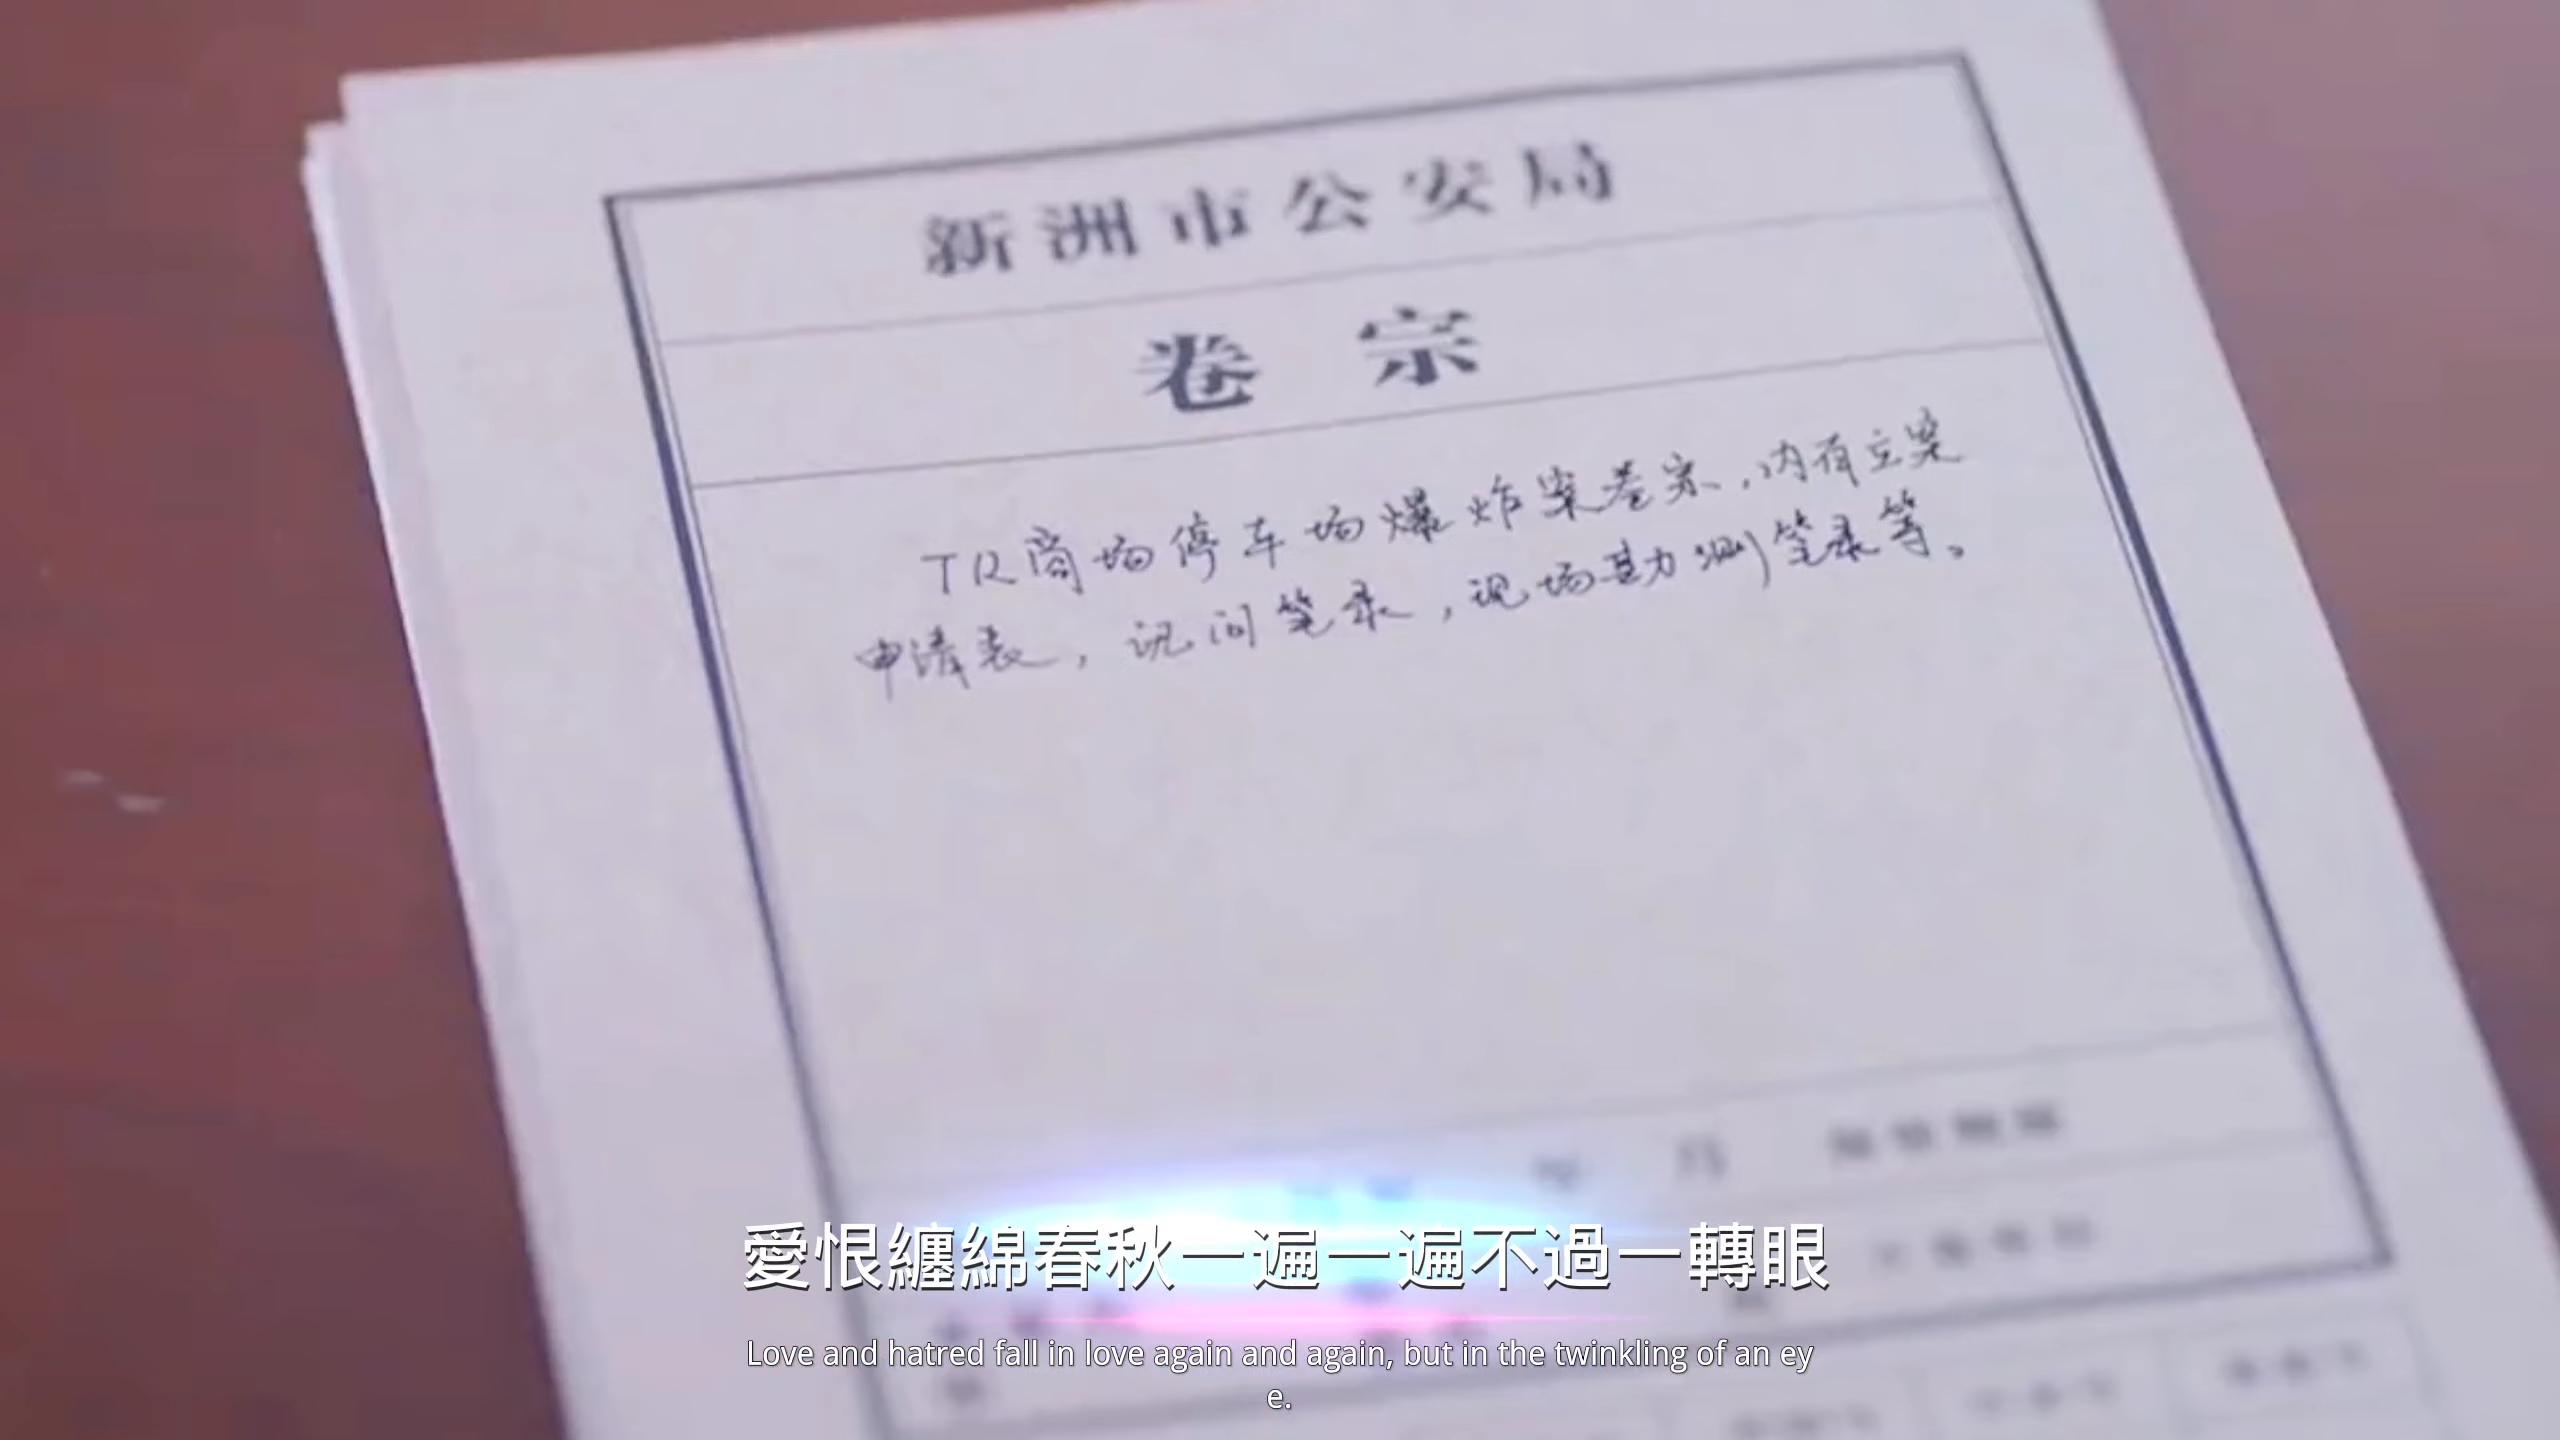 新洲市公安局
卷宗
TR商场停车场爆炸案卷宗,内有立案
申请表,讯问笔录,现场勘测笔录等。
年 月
愛恨纏綿春秋一遍一遍不過一轉眼
Love and hatred fall in love again and again, but in the twinkling of an ey
e.